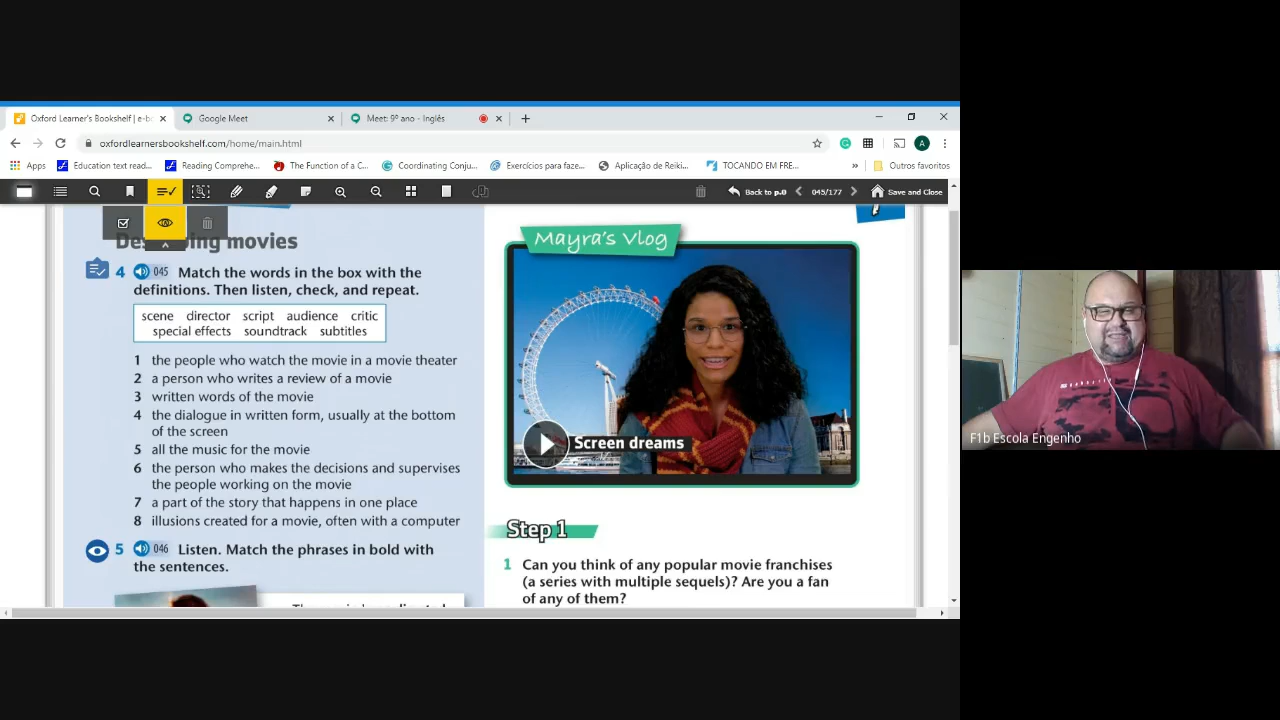 Oxford Learner's Bookshelf | e-b
Google Meet
Meet: 9º ano - Inglês
oxfordlearnersbookshelf.com/home/main.html
Apps
Education text read...
Reading Comprehe...
The Function of a C...
Coordinating Conju...
Exercícios para faze...
Aplicação de Reiki...
TOCANDO EM FRE...
Outros favoritos
Back to p.0
045/177
Save and Close
movies
4 045 Match the words in the box with the
definitions. Then listen, check, and repeat.
scene director script audience critic
special effects soundtrack subtitles
1 the people who watch the movie in a movie theater
2 a person who writes a review of a movie
3 written words of the movie
4 the dialogue in written form, usually at the bottom
of the screen
5 all the music for the movie
6 the person who makes the decisions and supervises
the people working on the movie
7 a part of the story that happens in one place
8 illusions created for a movie, often with a computer
5 046 Listen. Match the phrases in bold with
the sentences.
Mayra's Vlog
Screen dreams
Step 1
1 Can you think of any popular movie franchises
(a series with multiple sequels)? Are you a fan
of any of them?
F1b Escola Engenho